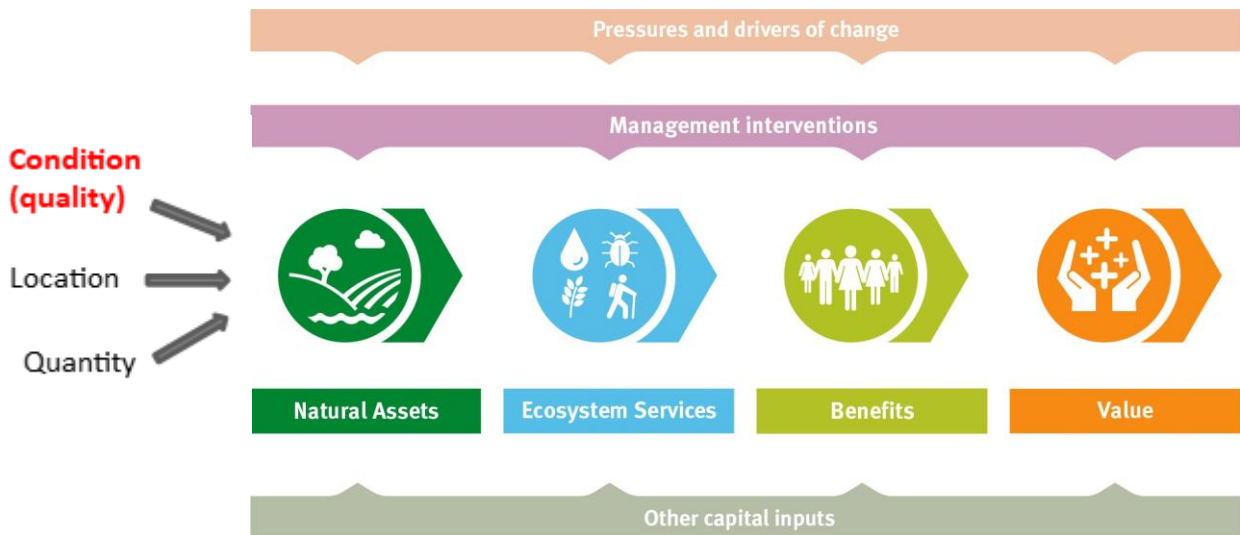 Pressures and drivers of change
Management interventions
Condition
(quality)
Location
Quantity
Natural Assets
Ecosystem Services
Benefits
Value
Other capital inputs